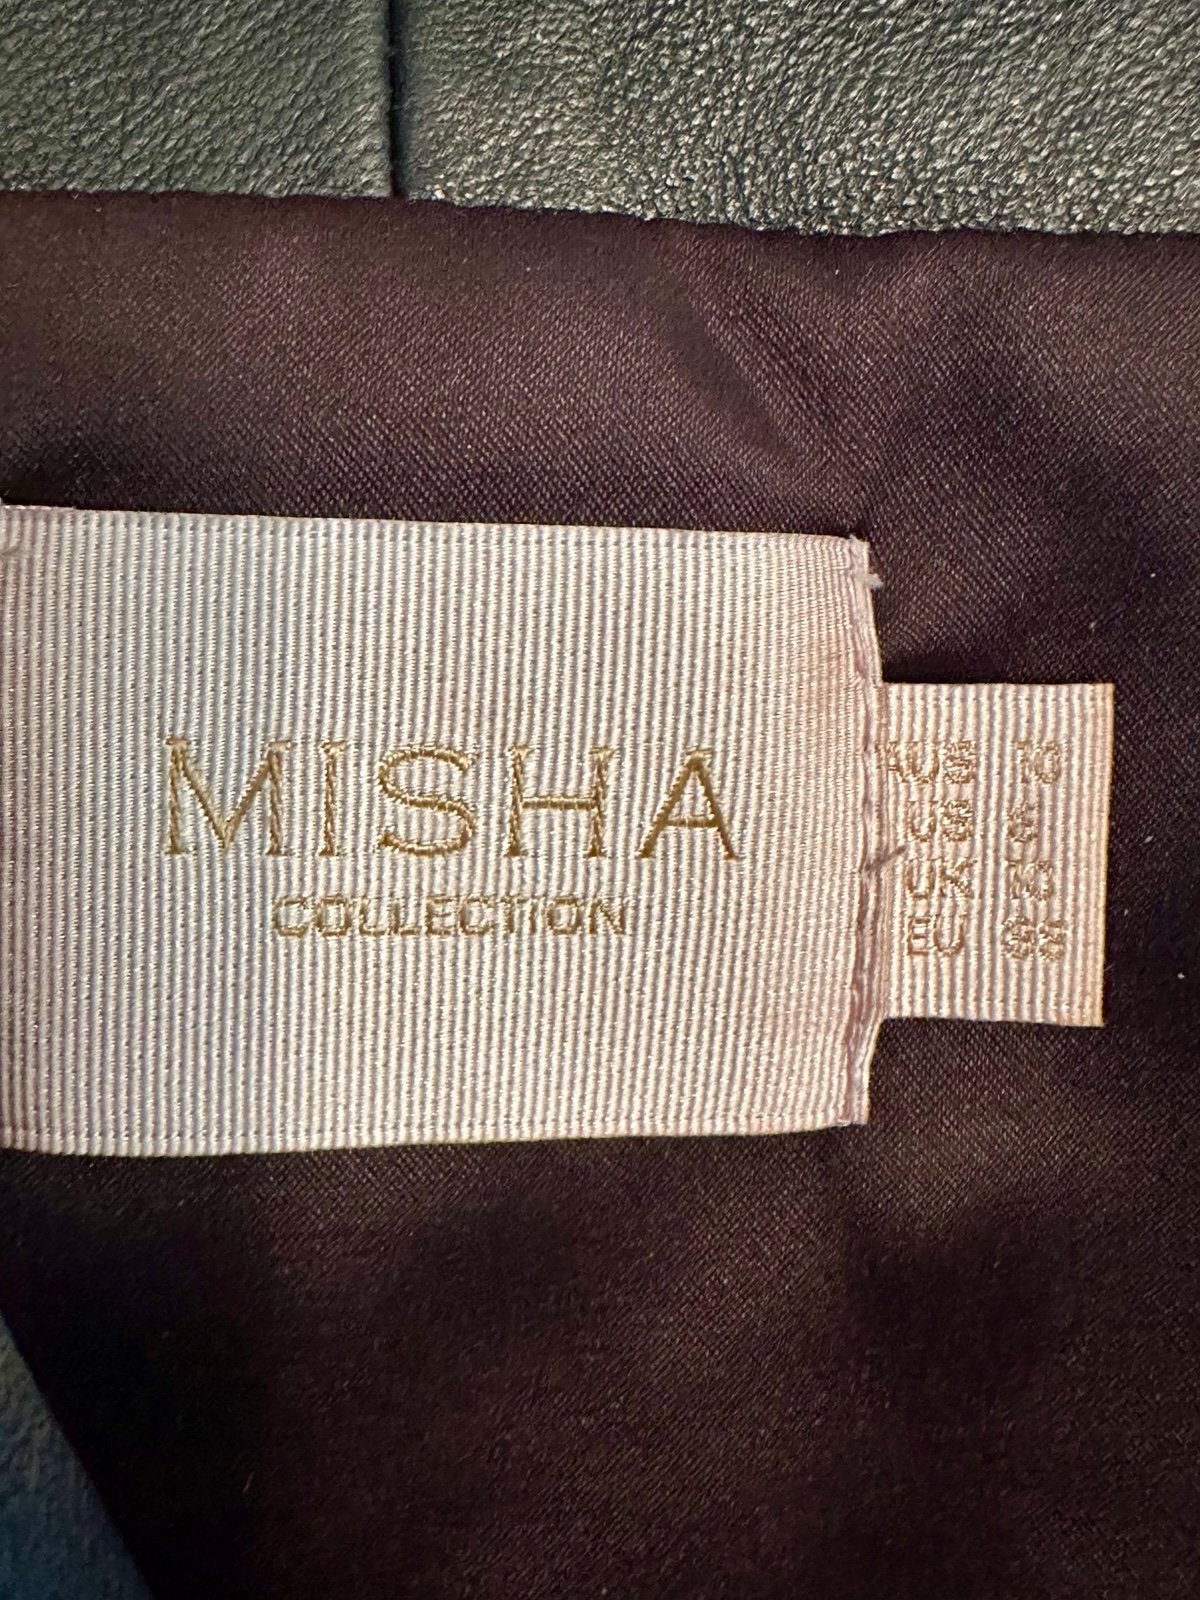 MISHA
COLLECTION
AUS 10
US 6
UK 10
EU 38